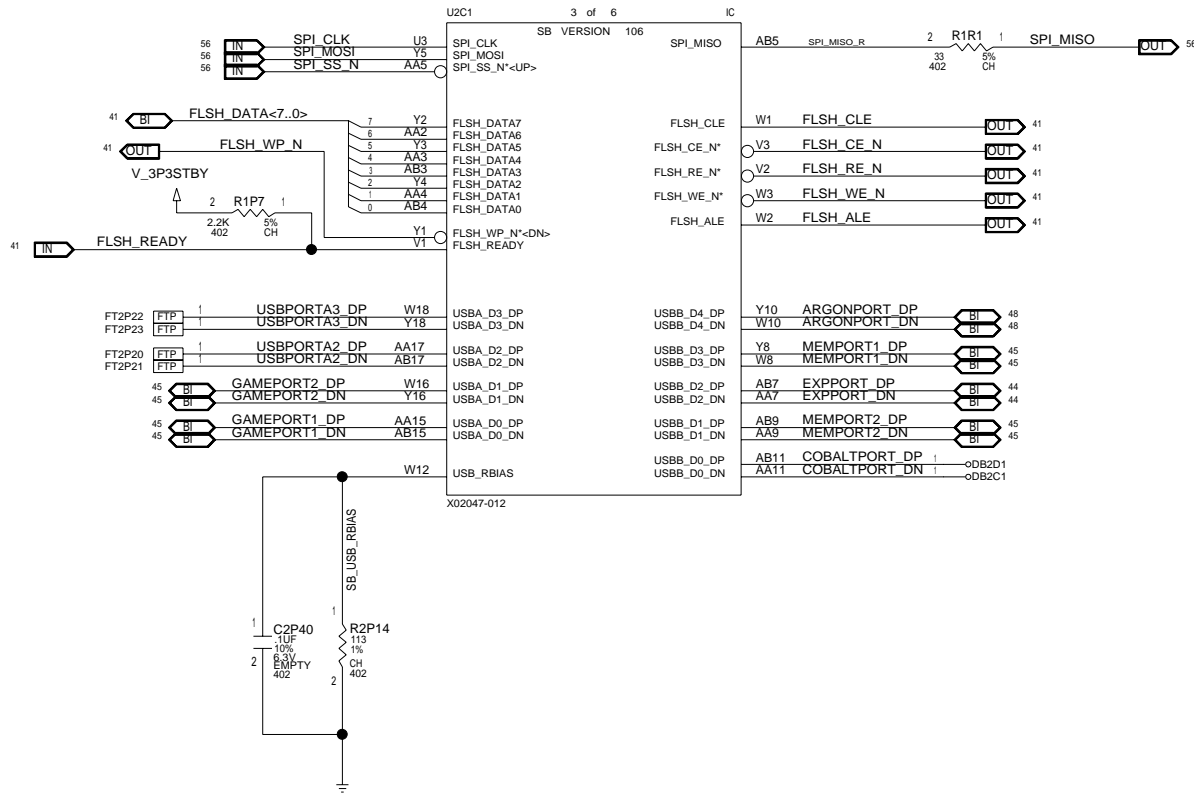 U2C1 3 of 6 IC
SB VERSION 106
56 IN SPI_CLK U3 SPI_CLK
56 IN SPI_MOSI Y5 SPI_MOSI
56 IN SPI_SS_N AA5 SPI_SS_N*<UP>
SPI_MISO AB5 SPI_MISO_R 2 R1R1 1 SPI_MISO OUT 56
33 5%
402 CH
41 BI FLSH_DATA<7..0> 7 Y2 FLSH_DATA7
6 AA2 FLSH_DATA6
5 Y3 FLSH_DATA5
4 AA3 FLSH_DATA4
3 AB3 FLSH_DATA3
2 Y4 FLSH_DATA2
1 AA4 FLSH_DATA1
0 AB4 FLSH_DATA0
41 OUT FLSH_WP_N Y1 FLSH_WP_N*<DN>
V_3P3STBY
2 R1P7 1
2.2K 5%
402 CH
41 IN FLSH_READY V1 FLSH_READY
FLSH_CLE W1 FLSH_CLE OUT 41
FLSH_CE_N* V3 FLSH_CE_N OUT 41
FLSH_RE_N* V2 FLSH_RE_N OUT 41
FLSH_WE_N* W3 FLSH_WE_N OUT 41
FLSH_ALE W2 FLSH_ALE OUT 41
FT2P22 FTP 1 USBPORTA3_DP W18 USBA_D3_DP
FT2P23 FTP 1 USBPORTA3_DN Y18 USBA_D3_DN
FT2P20 FTP 1 USBPORTA2_DP AA17 USBA_D2_DP
FT2P21 FTP 1 USBPORTA2_DN AB17 USBA_D2_DN
45 BI GAMEPORT2_DP W16 USBA_D1_DP
45 BI GAMEPORT2_DN Y16 USBA_D1_DN
45 BI GAMEPORT1_DP AA15 USBA_D0_DP
45 BI GAMEPORT1_DN AB15 USBA_D0_DN
W12 USB_RBIAS
USBB_D4_DP Y10 ARGONPORT_DP BI 48
USBB_D4_DN W10 ARGONPORT_DN BI 48
USBB_D3_DP Y8 MEMPORT1_DP BI 45
USBB_D3_DN W8 MEMPORT1_DN BI 45
USBB_D2_DP AB7 EXPPORT_DP BI 44
USBB_D2_DN AA7 EXPPORT_DN BI 44
USBB_D1_DP AB9 MEMPORT2_DP BI 45
USBB_D1_DN AA9 MEMPORT2_DN BI 45
USBB_D0_DP AB11 COBALTPORT_DP 1 DB2D1
USBB_D0_DN AA11 COBALTPORT_DN 1 DB2C1
X02047-012
SB_USB_RBIAS
1 C2P40
.1UF
10%
6.3V
EMPTY
2 402
1 R2P14
113
1%
CH
402
2